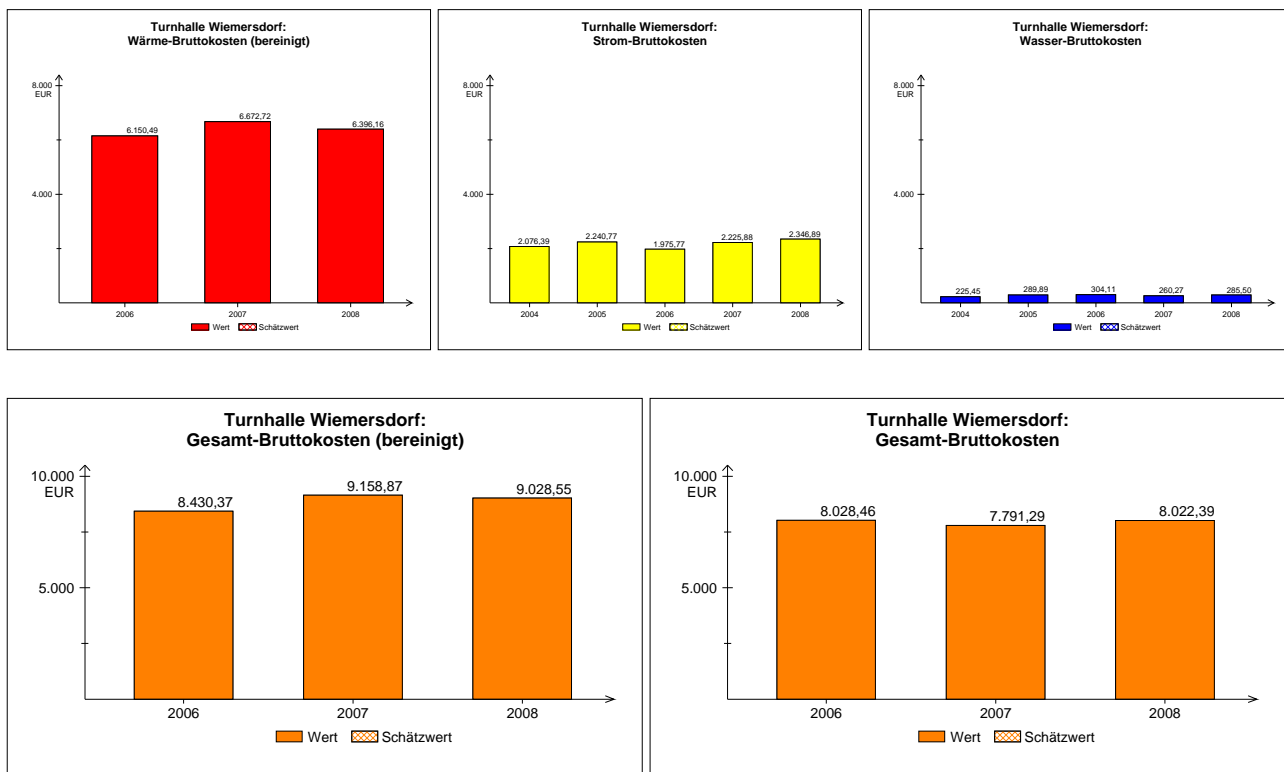 Turnhalle Wiemersdorf:
Wärme-Bruttokosten (bereinigt)
8.000
EUR
4.000
6.150,49
6.672,72
6.396,16
2006 2007 2008
Wert Schätzwert
Turnhalle Wiemersdorf:
Strom-Bruttokosten
8.000
EUR
4.000
2.076,39
2.240,77
1.975,77
2.225,88
2.346,89
2004 2005 2006 2007 2008
Wert Schätzwert
Turnhalle Wiemersdorf:
Wasser-Bruttokosten
8.000
EUR
4.000
225,45
289,89
304,11
260,27
285,50
2004 2005 2006 2007 2008
Wert Schätzwert
Turnhalle Wiemersdorf:
Gesamt-Bruttokosten (bereinigt)
10.000
EUR
5.000
8.430,37
9.158,87
9.028,55
2006 2007 2008
Wert Schätzwert
Turnhalle Wiemersdorf:
Gesamt-Bruttokosten
10.000
EUR
5.000
8.028,46
7.791,29
8.022,39
2006 2007 2008
Wert Schätzwert